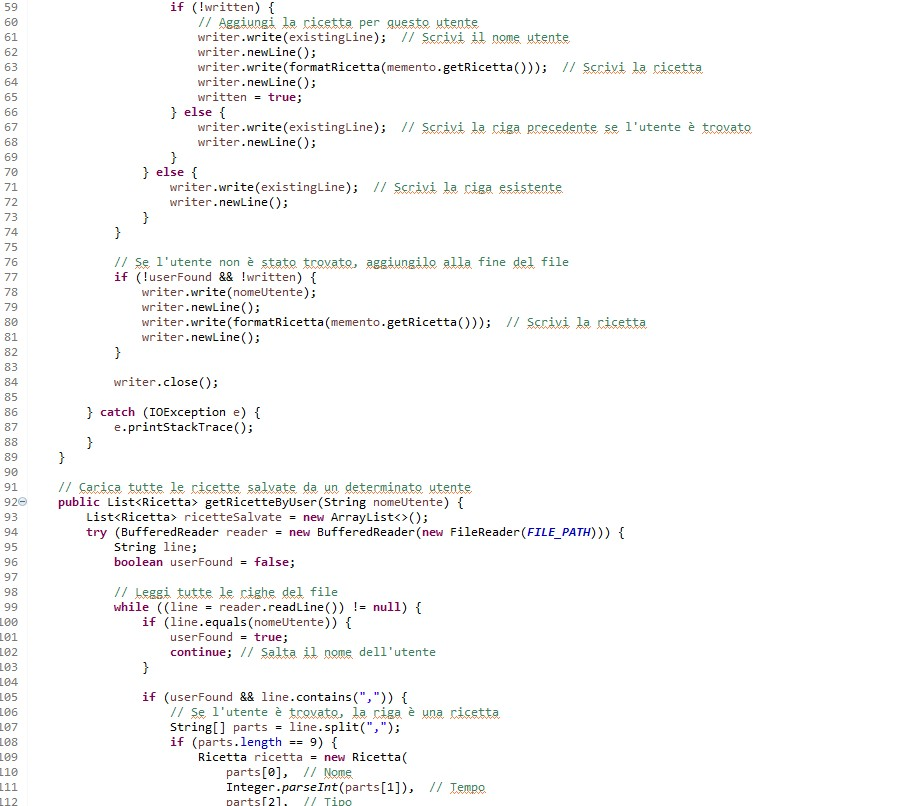 59 if (!written) {
60 // Aggiungi la ricetta per questo utente
61 writer.write(existingLine);  // Scrivi il nome utente
62 writer.newLine();
63 writer.write(formatRicetta(memento.getRicetta()));  // Scrivi la ricetta
64 writer.newLine();
65 written = true;
66 } else {
67 writer.write(existingLine);  // Scrivi la riga precedente se l'utente è trovato
68 writer.newLine();
69 }
70 } else {
71 writer.write(existingLine);  // Scrivi la riga esistente
72 writer.newLine();
73 }
74 }
75
76 // Se l'utente non è stato trovato, aggiungilo alla fine del file
77 if (!userFound && !written) {
78 writer.write(nomeUtente);
79 writer.newLine();
80 writer.write(formatRicetta(memento.getRicetta()));  // Scrivi la ricetta
81 writer.newLine();
82 }
83
84 writer.close();
85
86 } catch (IOException e) {
87 e.printStackTrace();
88 }
89 }
90
91 // Carica tutte le ricette salvate da un determinato utente
92 public List<Ricetta> getRicetteByUser(String nomeUtente) {
93 List<Ricetta> ricetteSalvate = new ArrayList<>();
94 try (BufferedReader reader = new BufferedReader(new FileReader(FILE_PATH))) {
95 String line;
96 boolean userFound = false;
97
98 // Leggi tutte le righe del file
99 while ((line = reader.readLine()) != null) {
100 if (line.equals(nomeUtente)) {
101 userFound = true;
102 continue; // Salta il nome dell'utente
103 }
104
105 if (userFound && line.contains(",")) {
106 // Se l'utente è trovato, la riga è una ricetta
107 String[] parts = line.split(",");
108 if (parts.length == 9) {
109 Ricetta ricetta = new Ricetta(
110 parts[0],  // Nome
111 Integer.parseInt(parts[1]),  // Tempo
112 parts[2],  // Tipo